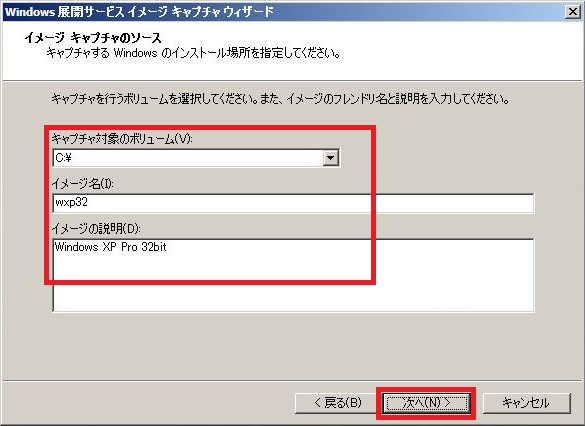 Windows 展開サービス イメージ キャプチャ ウィザード
イメージ キャプチャのソース
キャプチャする Windows のインストール場所を指定してください。
キャプチャを行うボリュームを選択してください。また、イメージのフレンドリ名と説明を入力してください。
キャプチャ対象のボリューム(V):
C:¥
イメージ名(I):
wxp32
イメージの説明(D):
Windows XP Pro 32bit
< 戻る(B)
次へ(N) >
キャンセル